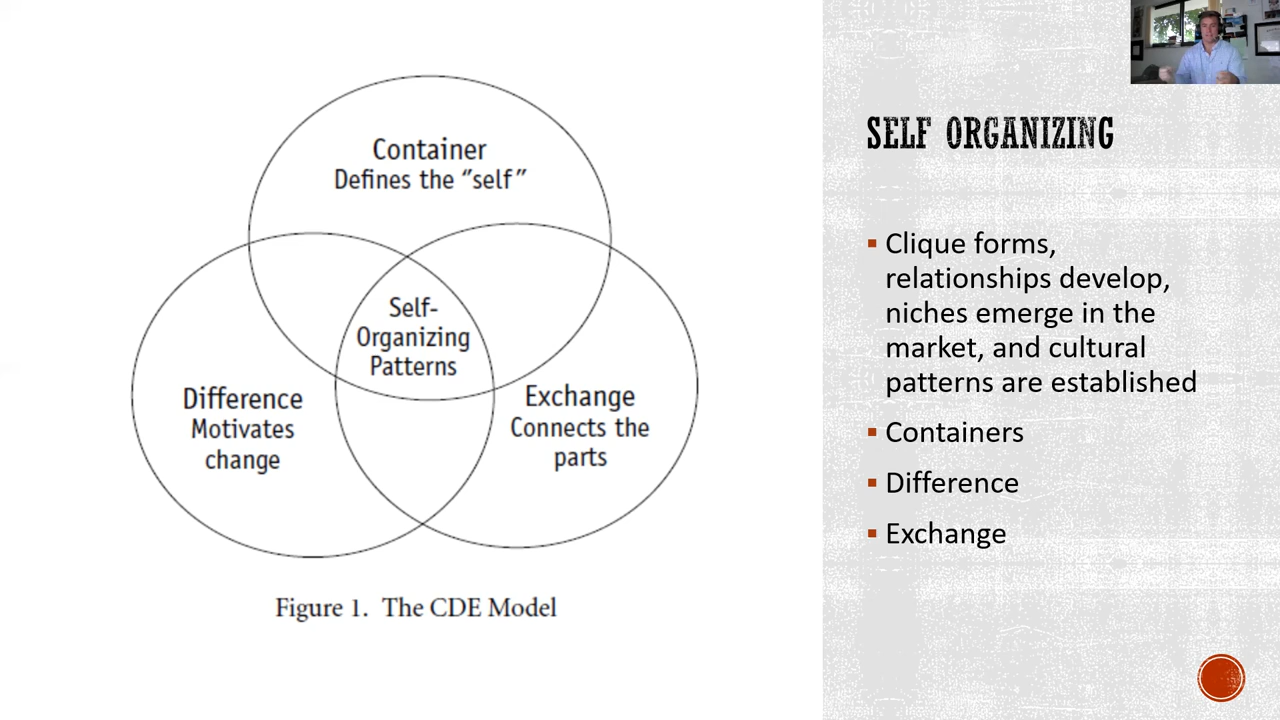 Container
Defines the “self”
Self-
Organizing
Patterns
Difference
Motivates
change
Exchange
Connects the
parts
Figure 1. The CDE Model
SELF ORGANIZING
Clique forms,
relationships develop,
niches emerge in the
market, and cultural
patterns are established
Containers
Difference
Exchange